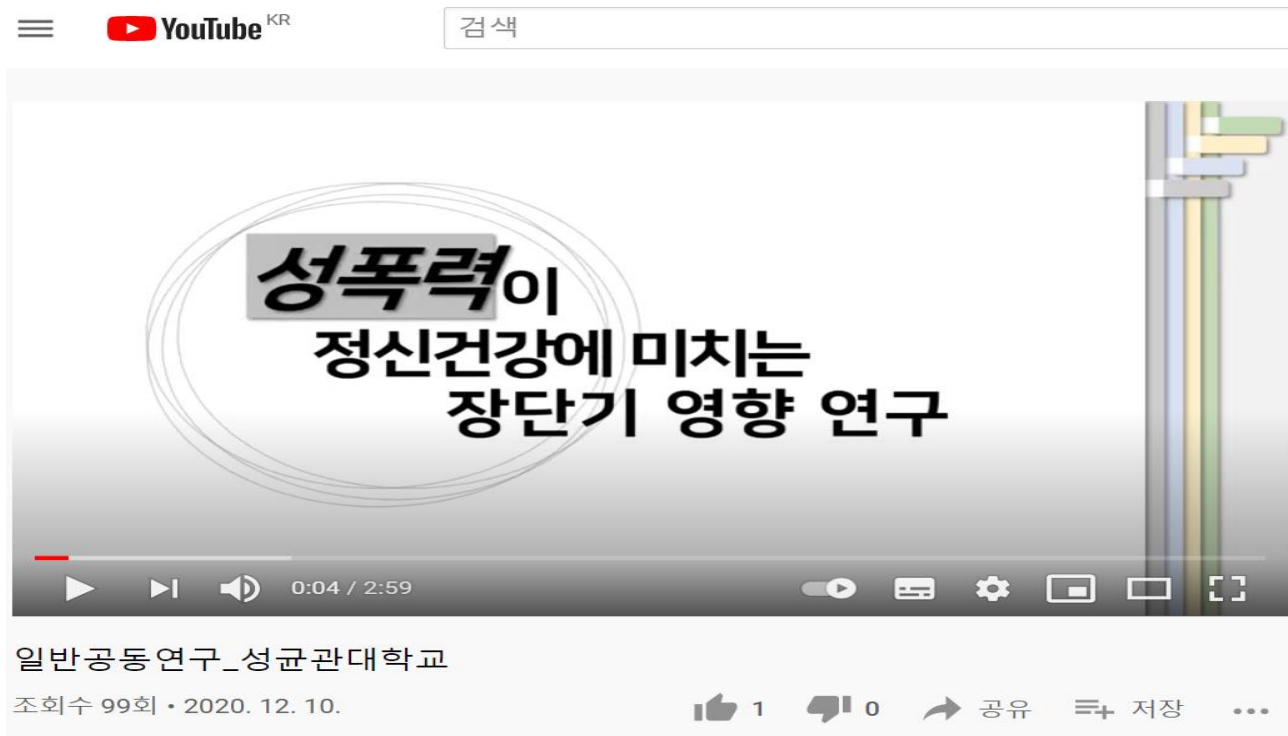 YouTube KR
검색
성폭력이
정신건강에 미치는
장단기 영향 연구
0:04 / 2:59
일반공동연구_성균관대학교
조회수 99회 • 2020. 12. 10.
1 0 공유 저장